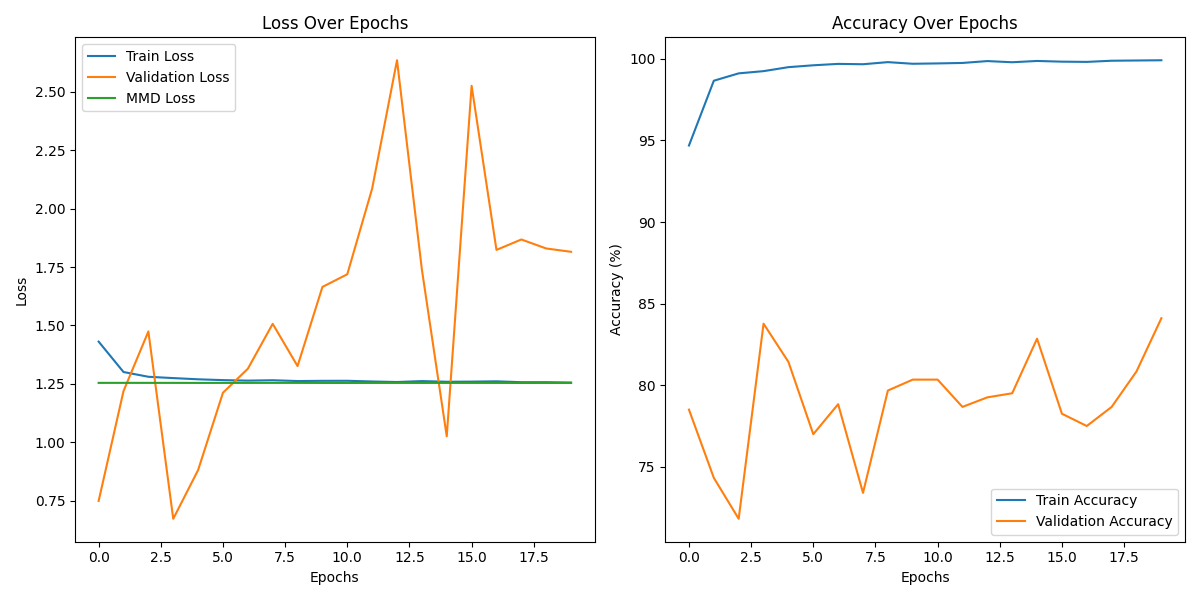 Loss Over Epochs
Train Loss
Validation Loss
MMD Loss
2.50
2.25
2.00
1.75
1.50
1.25
1.00
0.75
Loss
0.0 2.5 5.0 7.5 10.0 12.5 15.0 17.5
Epochs
Accuracy Over Epochs
100
95
90
85
80
75
Accuracy (%)
Train Accuracy
Validation Accuracy
0.0 2.5 5.0 7.5 10.0 12.5 15.0 17.5
Epochs